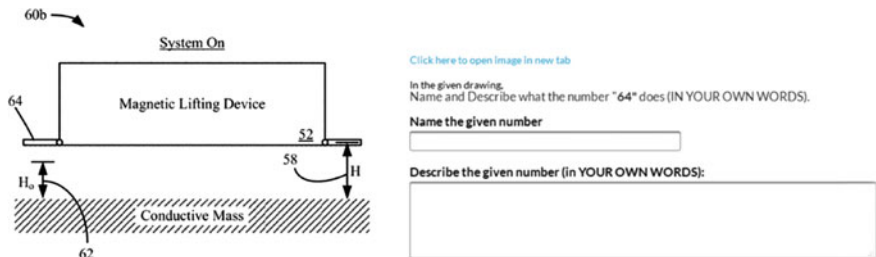 60b
System On
64
Magnetic Lifting Device
52
58
H
Ho
Conductive Mass
62
Click here to open image in new tab
In the given drawing,
Name and Describe what the number "64" does (IN YOUR OWN WORDS).
Name the given number
Describe the given number (in YOUR OWN WORDS):